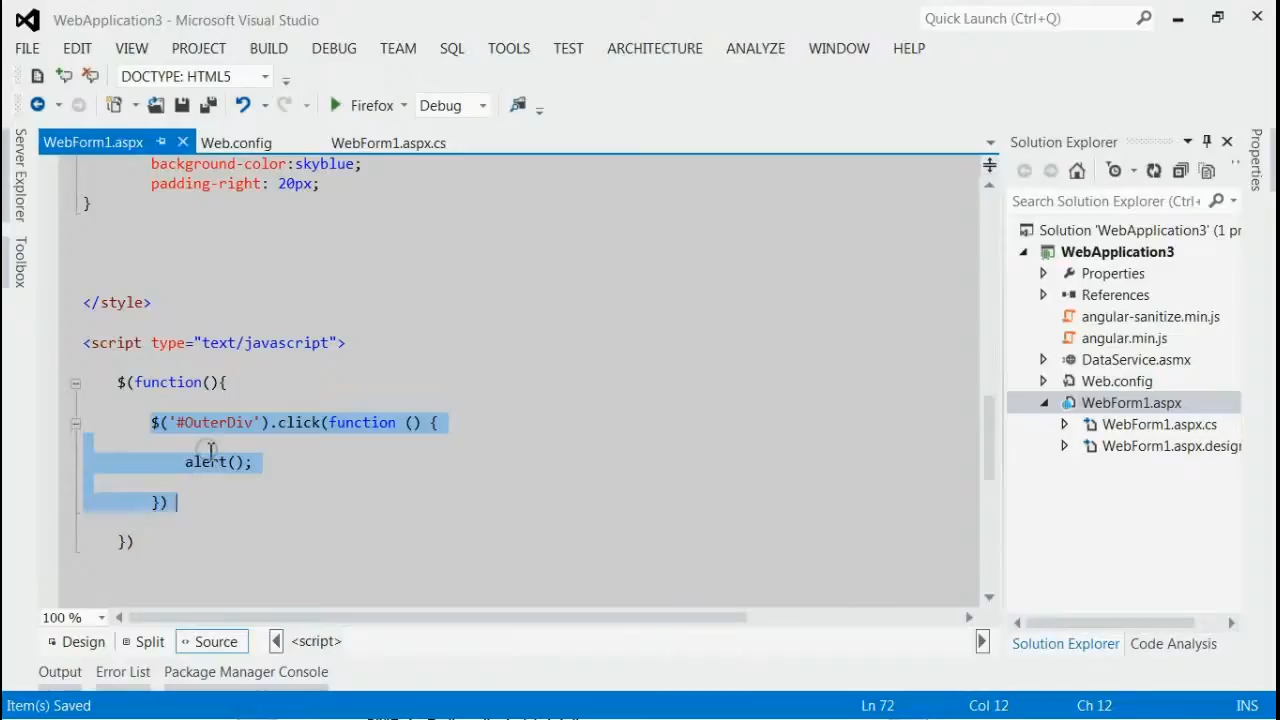 WebApplication3 - Microsoft Visual Studio
Quick Launch (Ctrl+Q)
FILE EDIT VIEW PROJECT BUILD DEBUG TEAM SQL TOOLS TEST ARCHITECTURE ANALYZE WINDOW HELP
DOCTYPE: HTML5
Firefox Debug
Server Explorer
Toolbox
WebForm1.aspx Web.config WebForm1.aspx.cs
background-color:skyblue;
padding-right: 20px;
}
</style>
<script type="text/javascript">
$(function(){
$('#OuterDiv').click(function () {
alert();
})
})
100 %
Design Split Source <script>
Output Error List Package Manager Console
Solution Explorer
Search Solution Explorer (Ctrl+
Solution 'WebApplication3' (1 pr
WebApplication3
Properties
References
angular-sanitize.min.js
angular.min.js
DataService.asmx
Web.config
WebForm1.aspx
WebForm1.aspx.cs
WebForm1.aspx.design
Solution Explorer Code Analysis
Properties
Item(s) Saved Ln 72 Col 12 Ch 12 INS